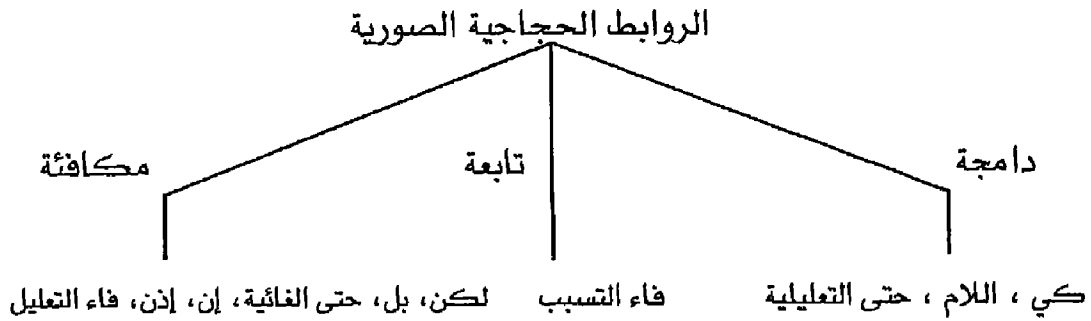 الروابط الحجاجية الصورية
دامجة تابعة مكافئة
كي ، اللام ، حتى التعليلية فاء التسبب لكن، بل، حتى الغائية، إن، إذن، فاء التعليل